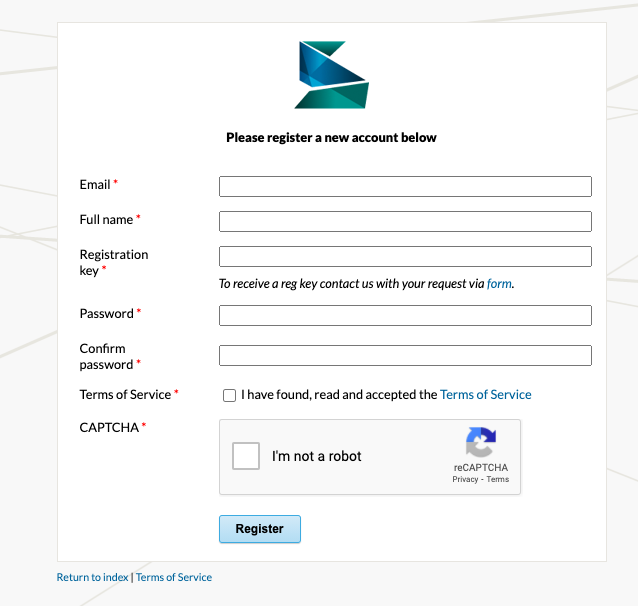 Please register a new account below
Email *
Full name *
Registration
key *
To receive a reg key contact us with your request via form.
Password *
Confirm
password *
Terms of Service *
I have found, read and accepted the Terms of Service
CAPTCHA *
I'm not a robot
reCAPTCHA
Privacy - Terms
Register
Return to index | Terms of Service